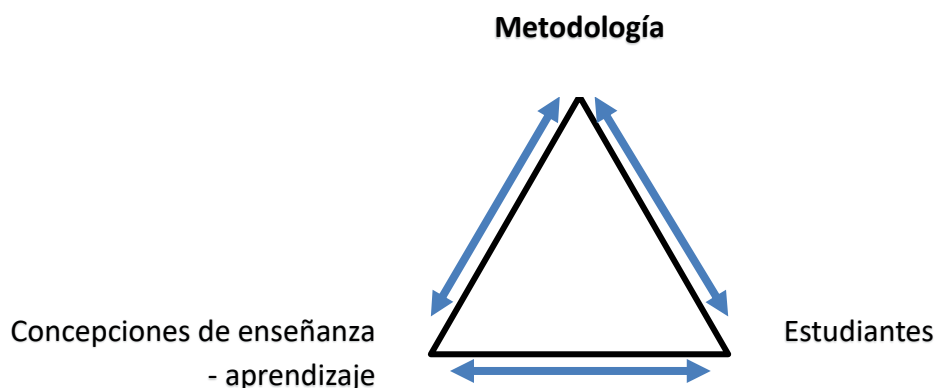 Metodología
Concepciones de enseñanza
- aprendizaje
Estudiantes